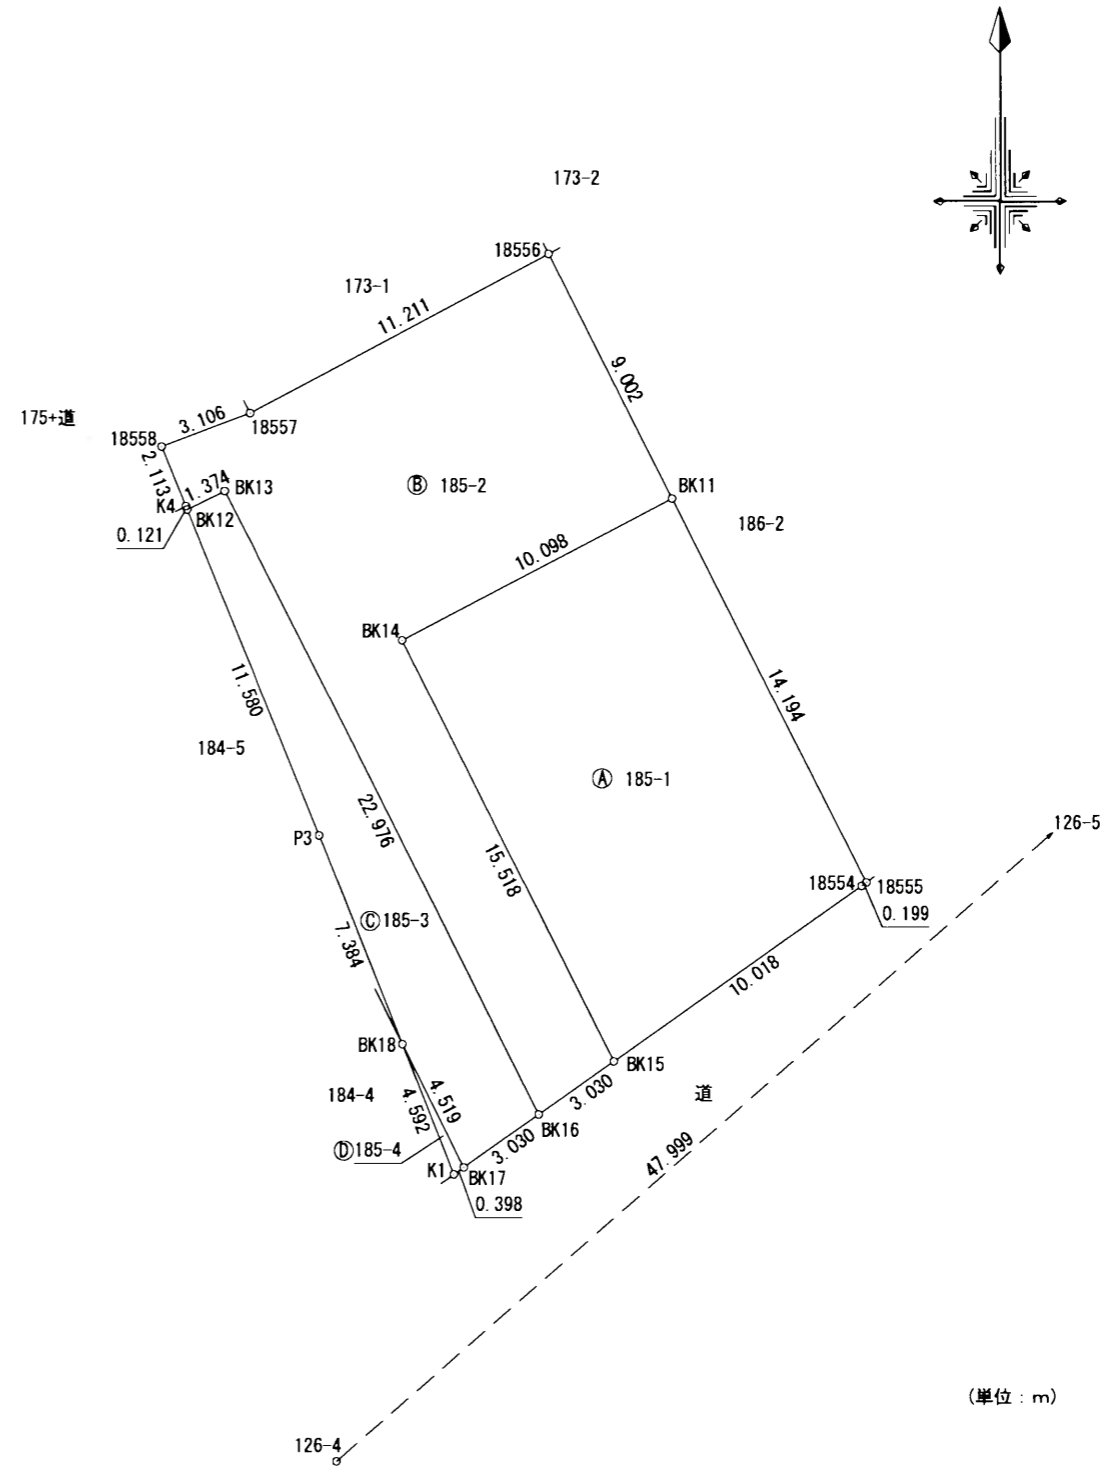 173-2
18556
173-1
11.211
9.002
3.106
175+道
18558
18557
2.113
1.374
BK13
Ⓑ 185-2
BK11
K4
BK12
186-2
0.121
10.098
BK14
11.580
14.194
184-5
Ⓐ 185-1
22.976
126-5
P3
15.518
18554
18555
0.199
Ⓒ185-3
7.384
10.018
BK18
BK15
184-4
4.519
4.592
3.030
道
BK16
Ⓓ185-4
3.030
47.999
K1
BK17
0.398
(単位:m)
126-4